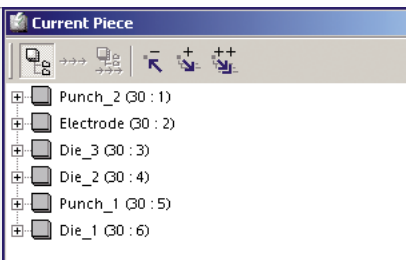 Current Piece
Punch_2 (30 : 1)
Electrode (30 : 2)
Die_3 (30 : 3)
Die_2 (30 : 4)
Punch_1 (30 : 5)
Die_1 (30 : 6)